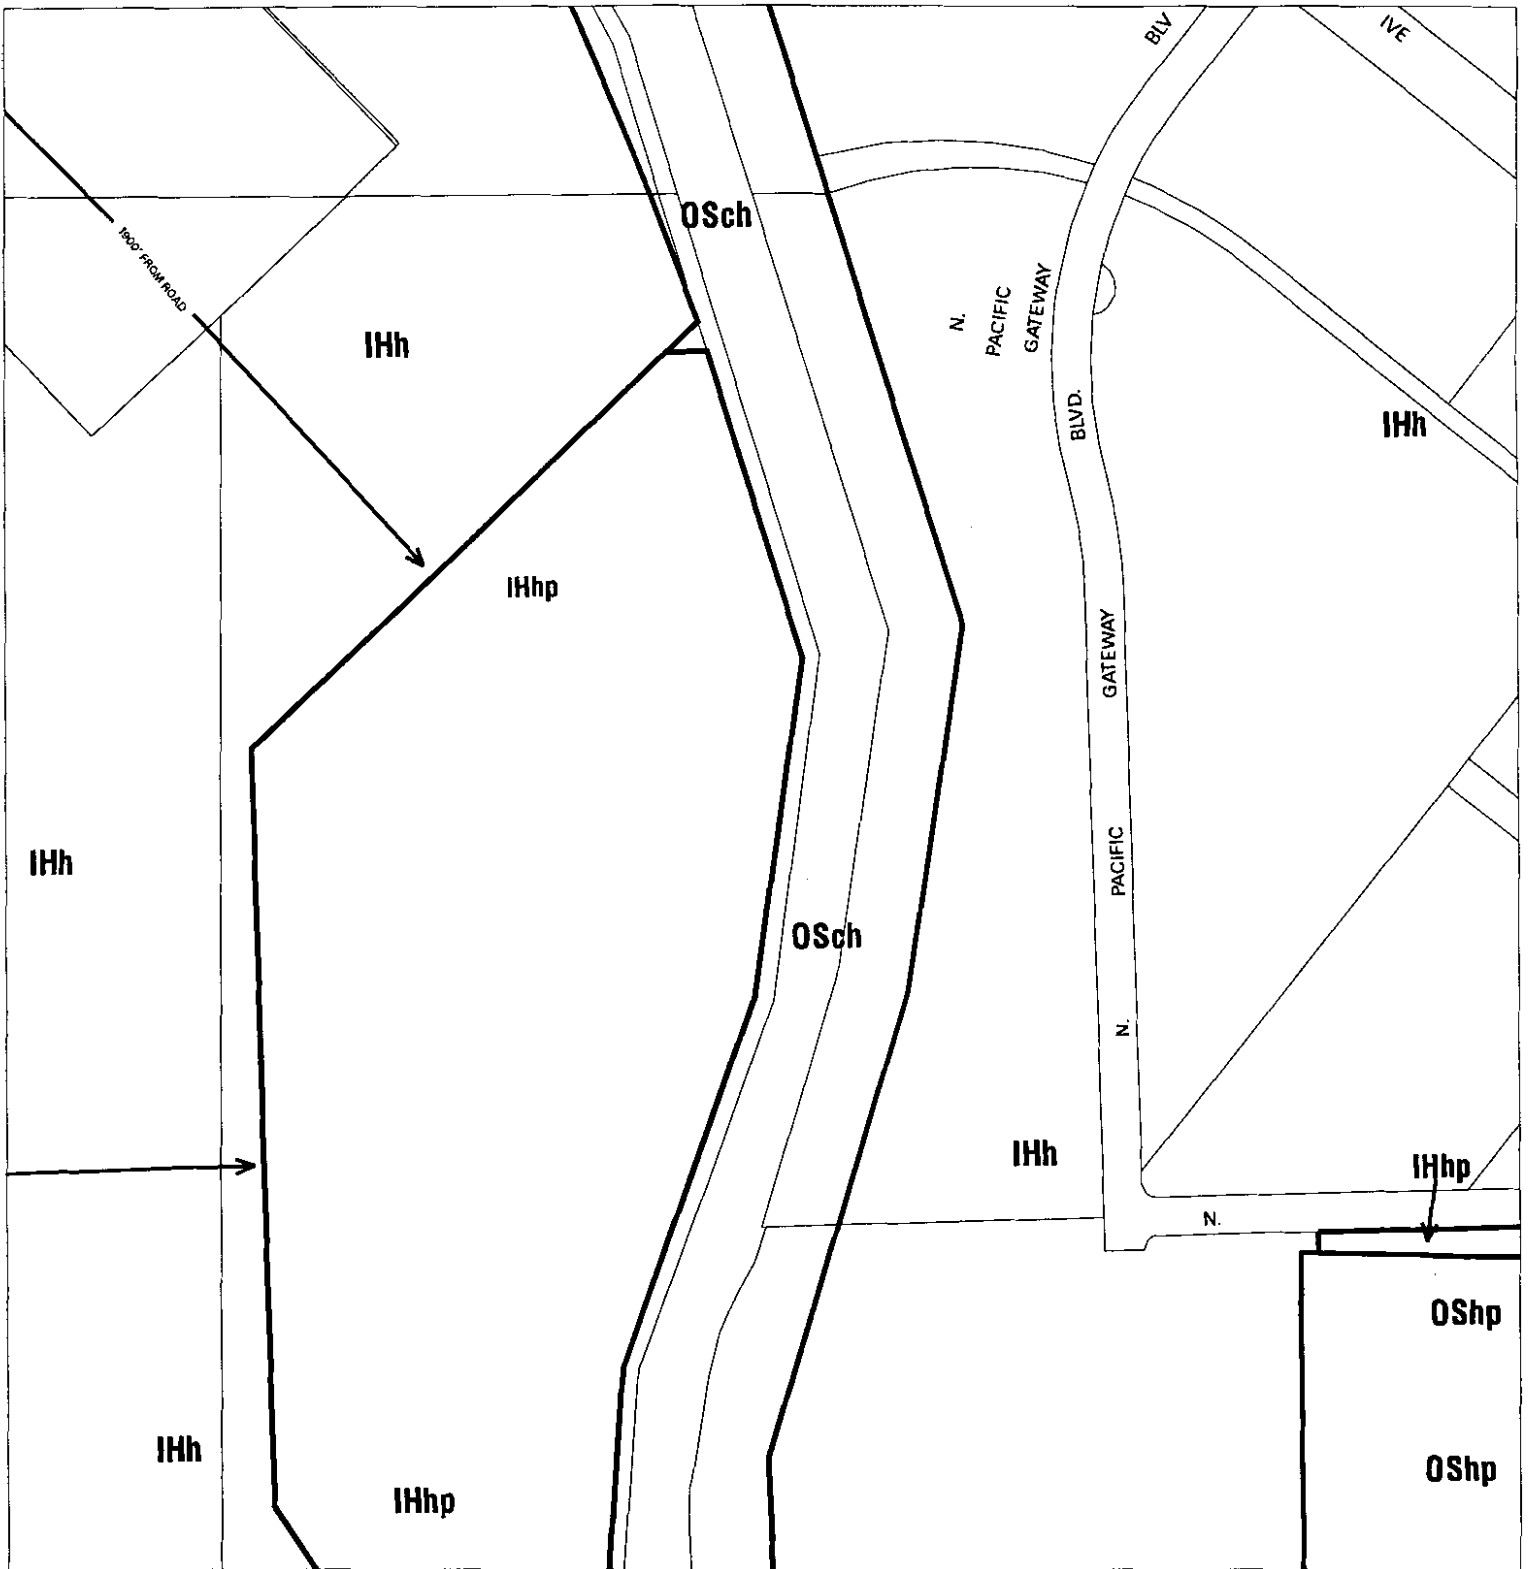 BLV
IVE
OSch
1900' FROM ROAD
N.
PACIFIC
GATEWAY
IHh
BLVD.
IHh
IHhp
GATEWAY
IHh
PACIFIC
OSch
N.
IHh
IHhp
N.
OShp
IHh
OShp
IHhp